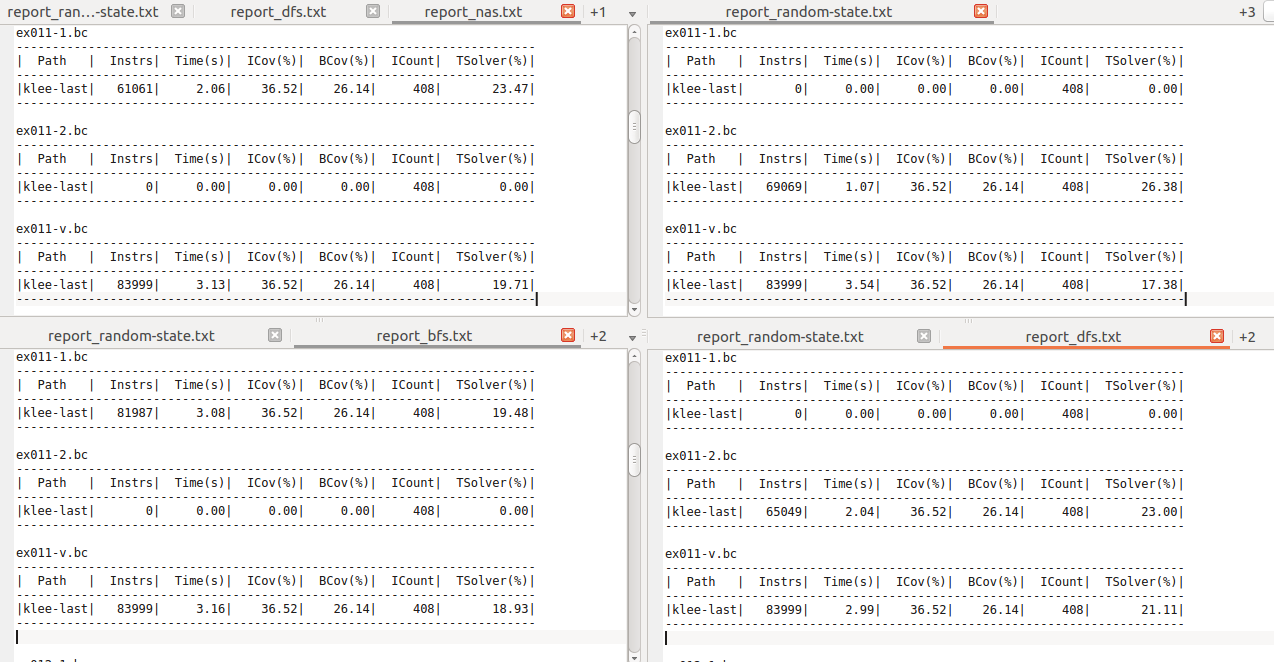 report_ran...-state.txt report_dfs.txt report_nas.txt +1
ex011-1.bc
-----------------------------------------------------------------------
|  Path   |  Instrs|  Time(s)|  ICov(%)|  BCov(%)|  ICount|  TSolver(%)|
-----------------------------------------------------------------------
|klee-last|   61061|     2.06|    36.52|    26.14|     408|       23.47|
-----------------------------------------------------------------------
ex011-2.bc
-----------------------------------------------------------------------
|  Path   |  Instrs|  Time(s)|  ICov(%)|  BCov(%)|  ICount|  TSolver(%)|
-----------------------------------------------------------------------
|klee-last|       0|     0.00|     0.00|     0.00|     408|        0.00|
-----------------------------------------------------------------------
ex011-v.bc
-----------------------------------------------------------------------
|  Path   |  Instrs|  Time(s)|  ICov(%)|  BCov(%)|  ICount|  TSolver(%)|
-----------------------------------------------------------------------
|klee-last|   83999|     3.13|    36.52|    26.14|     408|       19.71|
-----------------------------------------------------------------------
report_random-state.txt +3
ex011-1.bc
-----------------------------------------------------------------------
|  Path   |  Instrs|  Time(s)|  ICov(%)|  BCov(%)|  ICount|  TSolver(%)|
-----------------------------------------------------------------------
|klee-last|       0|     0.00|     0.00|     0.00|     408|        0.00|
-----------------------------------------------------------------------
ex011-2.bc
-----------------------------------------------------------------------
|  Path   |  Instrs|  Time(s)|  ICov(%)|  BCov(%)|  ICount|  TSolver(%)|
-----------------------------------------------------------------------
|klee-last|   69069|     1.07|    36.52|    26.14|     408|       26.38|
-----------------------------------------------------------------------
ex011-v.bc
-----------------------------------------------------------------------
|  Path   |  Instrs|  Time(s)|  ICov(%)|  BCov(%)|  ICount|  TSolver(%)|
-----------------------------------------------------------------------
|klee-last|   83999|     3.54|    36.52|    26.14|     408|       17.38|
-----------------------------------------------------------------------
report_random-state.txt report_bfs.txt +2
ex011-1.bc
-----------------------------------------------------------------------
|  Path   |  Instrs|  Time(s)|  ICov(%)|  BCov(%)|  ICount|  TSolver(%)|
-----------------------------------------------------------------------
|klee-last|   81987|     3.08|    36.52|    26.14|     408|       19.48|
-----------------------------------------------------------------------
ex011-2.bc
-----------------------------------------------------------------------
|  Path   |  Instrs|  Time(s)|  ICov(%)|  BCov(%)|  ICount|  TSolver(%)|
-----------------------------------------------------------------------
|klee-last|       0|     0.00|     0.00|     0.00|     408|        0.00|
-----------------------------------------------------------------------
ex011-v.bc
-----------------------------------------------------------------------
|  Path   |  Instrs|  Time(s)|  ICov(%)|  BCov(%)|  ICount|  TSolver(%)|
-----------------------------------------------------------------------
|klee-last|   83999|     3.16|    36.52|    26.14|     408|       18.93|
-----------------------------------------------------------------------
report_random-state.txt report_dfs.txt +2
ex011-1.bc
-----------------------------------------------------------------------
|  Path   |  Instrs|  Time(s)|  ICov(%)|  BCov(%)|  ICount|  TSolver(%)|
-----------------------------------------------------------------------
|klee-last|       0|     0.00|     0.00|     0.00|     408|        0.00|
-----------------------------------------------------------------------
ex011-2.bc
-----------------------------------------------------------------------
|  Path   |  Instrs|  Time(s)|  ICov(%)|  BCov(%)|  ICount|  TSolver(%)|
-----------------------------------------------------------------------
|klee-last|   65049|     2.04|    36.52|    26.14|     408|       23.00|
-----------------------------------------------------------------------
ex011-v.bc
-----------------------------------------------------------------------
|  Path   |  Instrs|  Time(s)|  ICov(%)|  BCov(%)|  ICount|  TSolver(%)|
-----------------------------------------------------------------------
|klee-last|   83999|     2.99|    36.52|    26.14|     408|       21.11|
-----------------------------------------------------------------------